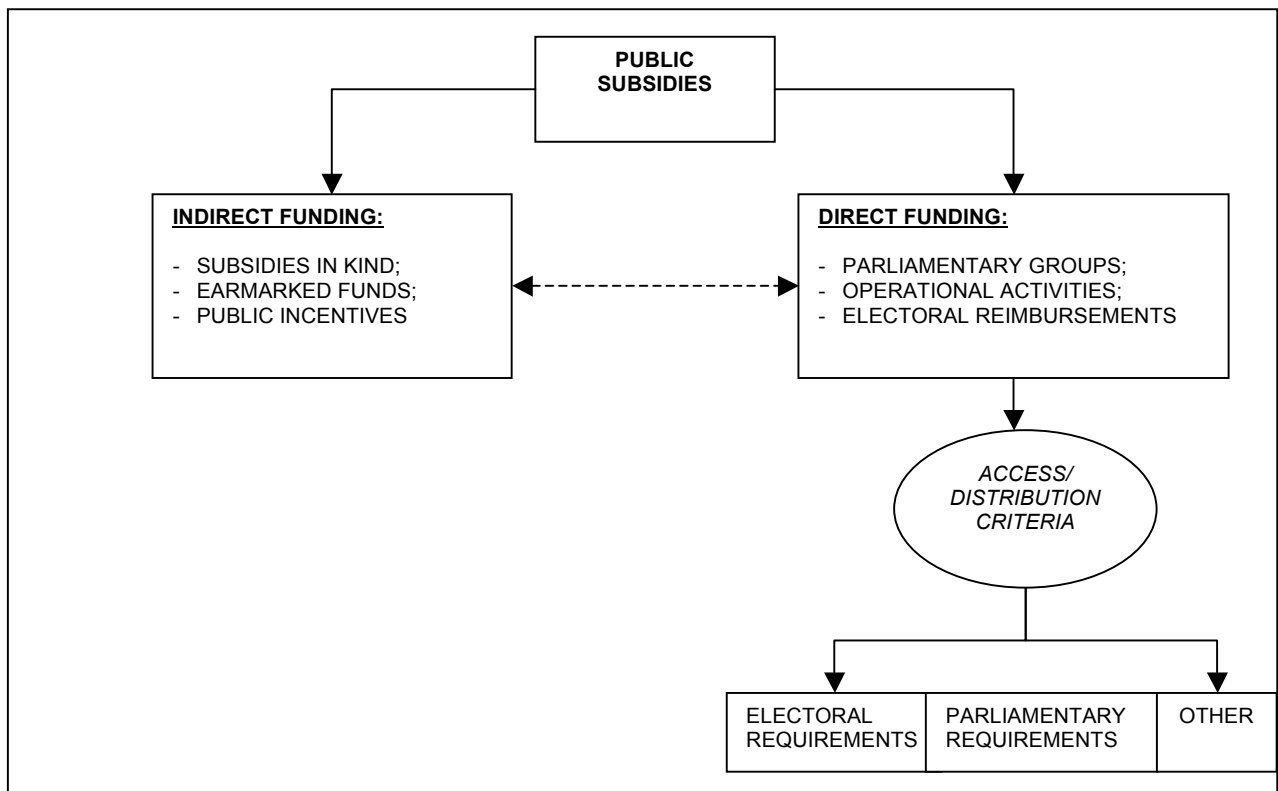 PUBLIC
SUBSIDIES
INDIRECT FUNDING:
- SUBSIDIES IN KIND;
- EARMARKED FUNDS;
- PUBLIC INCENTIVES
DIRECT FUNDING:
- PARLIAMENTARY GROUPS;
- OPERATIONAL ACTIVITIES;
- ELECTORAL REIMBURSEMENTS
ACCESS/
DISTRIBUTION
CRITERIA
ELECTORAL
REQUIREMENTS
PARLIAMENTARY
REQUIREMENTS
OTHER